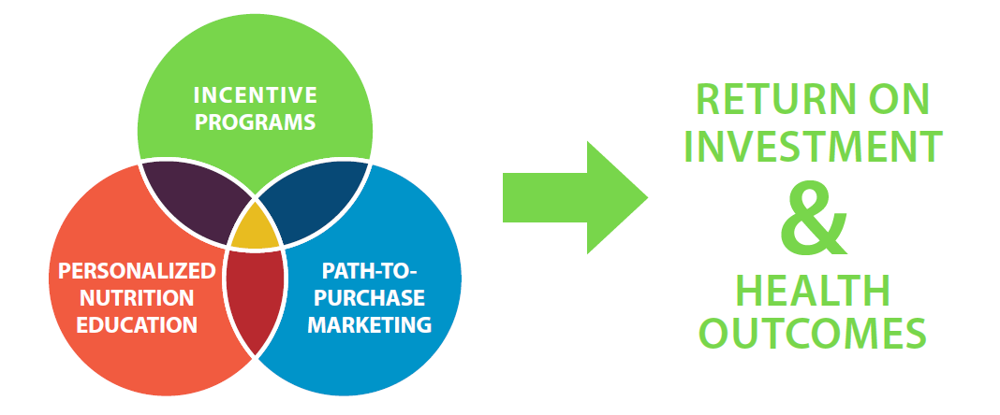 INCENTIVE
PROGRAMS
PERSONALIZED
NUTRITION
EDUCATION
PATH-TO-
PURCHASE
MARKETING
RETURN ON
INVESTMENT
&
HEALTH
OUTCOMES